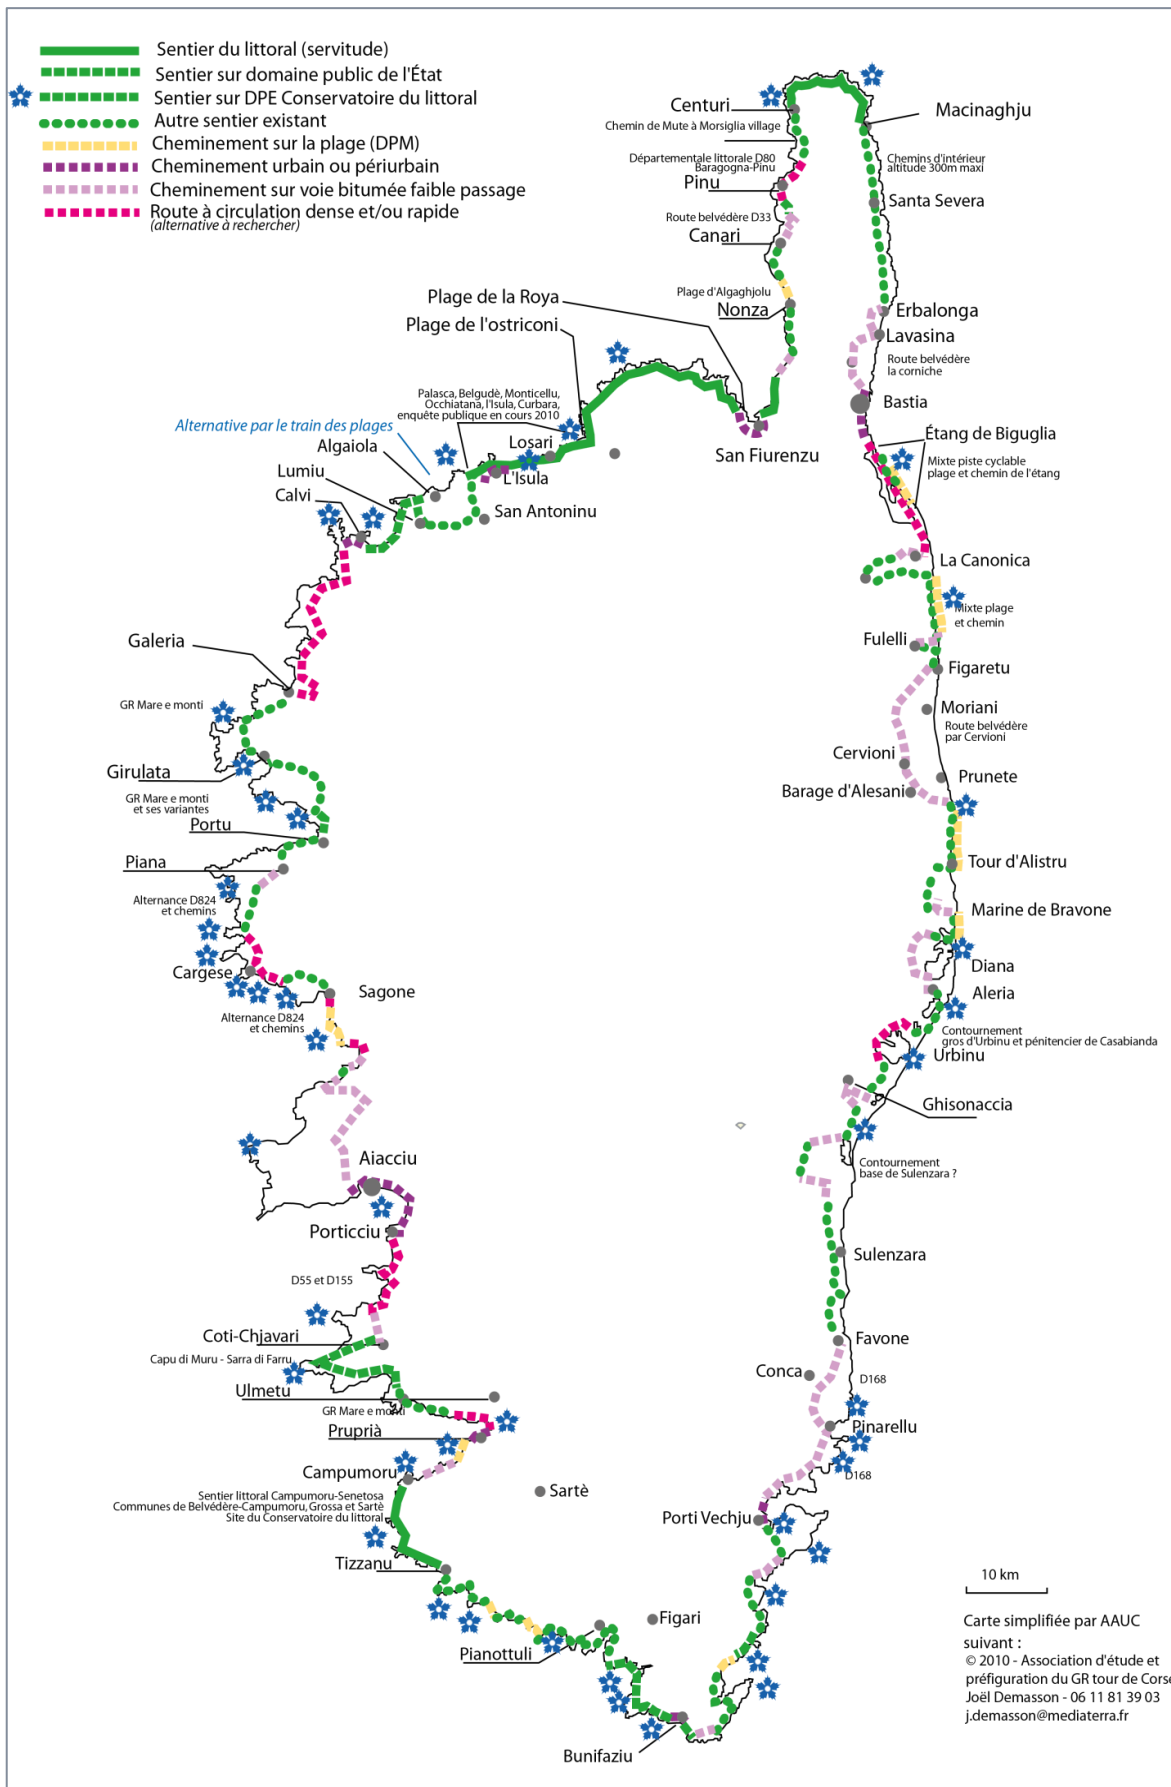 Sentier du littoral (servitude)
Sentier sur domaine public de l'État
Sentier sur DPE Conservatoire du littoral
Autre sentier existant
Cheminement sur la plage (DPM)
Cheminement urbain ou périurbain
Cheminement sur voie bitumée faible passage
Route à circulation dense et/ou rapide
(alternative à rechercher)
Centuri
Chemin de Mute à Morsiglia village
Macinaghju
Départementale littorale D80
Baragogna-Pinu
Pinu
Chemins d'intérieur
altitude 300m maxi
Santa Severa
Route belvédère D33
Canari
Plage d'Algaghjolu
Nonza
Plage de la Roya
Plage de l'ostriconi
Erbalonga
Lavasina
Route belvédère
la corniche
Bastia
Palasca, Belgudè, Monticellu,
Occhiatana, l'Isula, Curbara,
enquête publique en cours 2010
Alternative par le train des plages
Algaiola
Losari
San Fiurenzu
Étang de Biguglia
Mixte piste cyclable
plage et chemin de l'étang
Lumiu
L'Isula
Calvi
San Antoninu
La Canonica
Mixte plage
et chemin
Fulelli
Figaretu
Galeria
GR Mare e monti
Moriani
Route belvédère
par Cervioni
Cervioni
Prunete
Barage d'Alesani
Girulata
GR Mare e monti
et ses variantes
Portu
Piana
Tour d'Alistru
Alternance D824
et chemins
Marine de Bravone
Cargese
Diana
Sagone
Aleria
Alternance D824
et chemins
Contournement
gros d'Urbinu et pénitencier de Casabianda
Urbinu
Ghisonaccia
Aiacciu
Contournement
base de Sulenzara ?
Porticciu
Sulenzara
D55 et D155
Coti-Chjavari
Favone
Capu di Muru - Sarra di Farru
Conca
D168
Ulmetu
GR Mare e monti
Pruprià
Pinarellu
Campumoru
D168
Sentier littoral Campumoru-Senetosa
Communes de Belvédère-Campumoru, Grossa et Sartè
Site du Conservatoire du littoral
Sartè
Porti Vechju
Tizzanu
10 km
Figari
Pianottuli
Carte simplifiée par AAUC
suivant :
© 2010 - Association d'étude et
préfiguration du GR tour de Corse
Joël Demasson - 06 11 81 39 03
j.demasson@mediaterra.fr
Bunifaziu